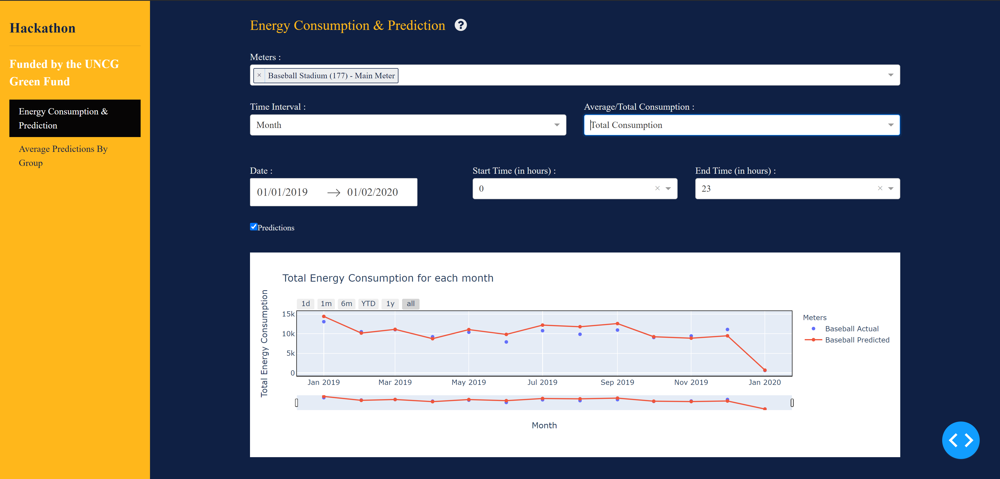 Hackathon
Funded by the UNCG
Green Fund
Energy Consumption &
Prediction
Average Predictions By
Group
Energy Consumption & Prediction ?
Meters :
× Baseball Stadium (177) - Main Meter
Time Interval :
Average/Total Consumption :
Month
Total Consumption
Date :
Start Time (in hours) :
End Time (in hours) :
01/01/2019 → 01/02/2020
0 ×
23 ×
Predictions
Total Energy Consumption for each month
1d 1m 6m YTD 1y all
Total Energy Consumption
15k
10k
5k
0
Jan 2019 Mar 2019 May 2019 Jul 2019 Sep 2019 Nov 2019 Jan 2020
Month
Meters
Baseball Actual
Baseball Predicted